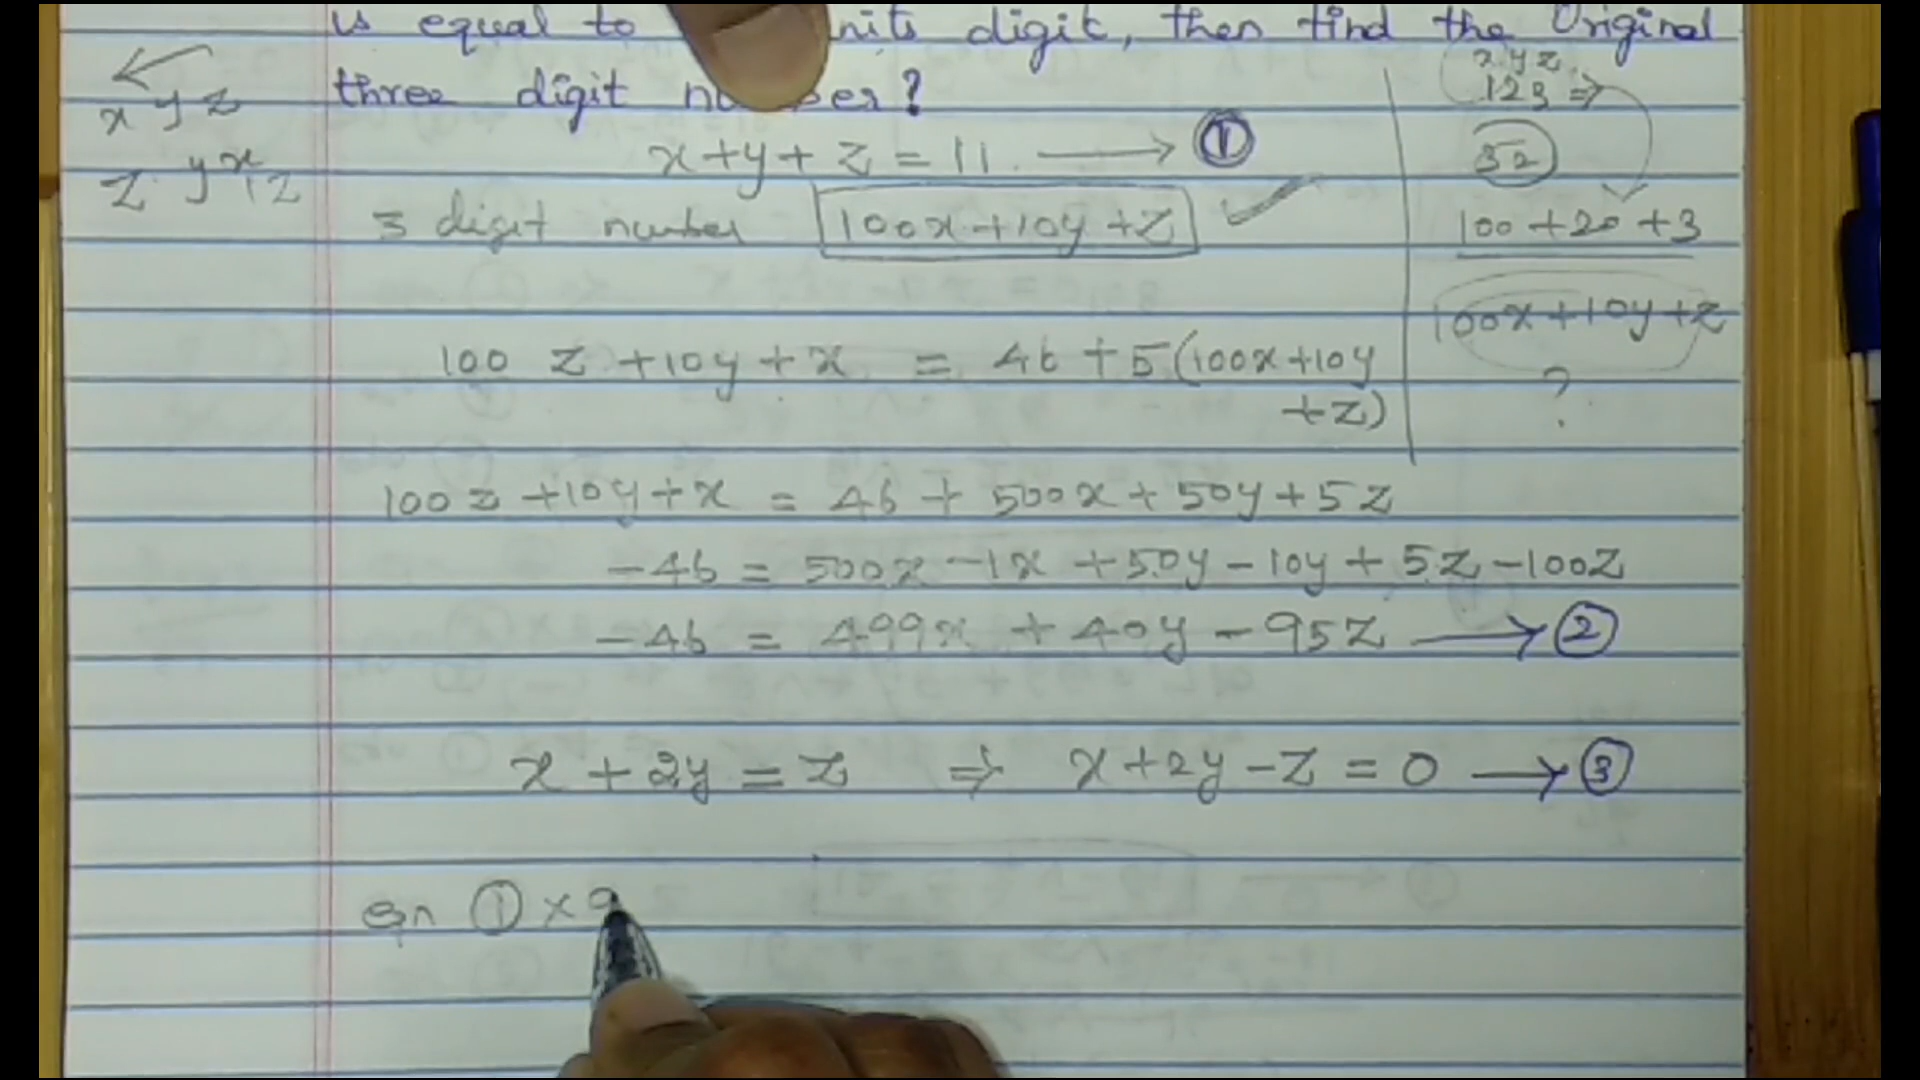 is equal to nits digit, then find the Original
three digit number?
x y z
z y x z
x + y + z = 11 ⟶ ①
3 digit number 100x + 10y + z ✓
100 z + 10y + x = 46 + 5(100x + 10y
+ z)
100z + 10y + x = 46 + 500x + 50y + 5z
-46 = 500x - 1x + 50y - 10y + 5z - 100z
-46 = 499x + 40y - 95z ⟶ ②
x + 2y = z ⇒ x + 2y - z = 0 ⟶ ③
eqn ① × 9
x y z
123 ⇒
32
100 + 20 + 3
100x + 10y + z
?